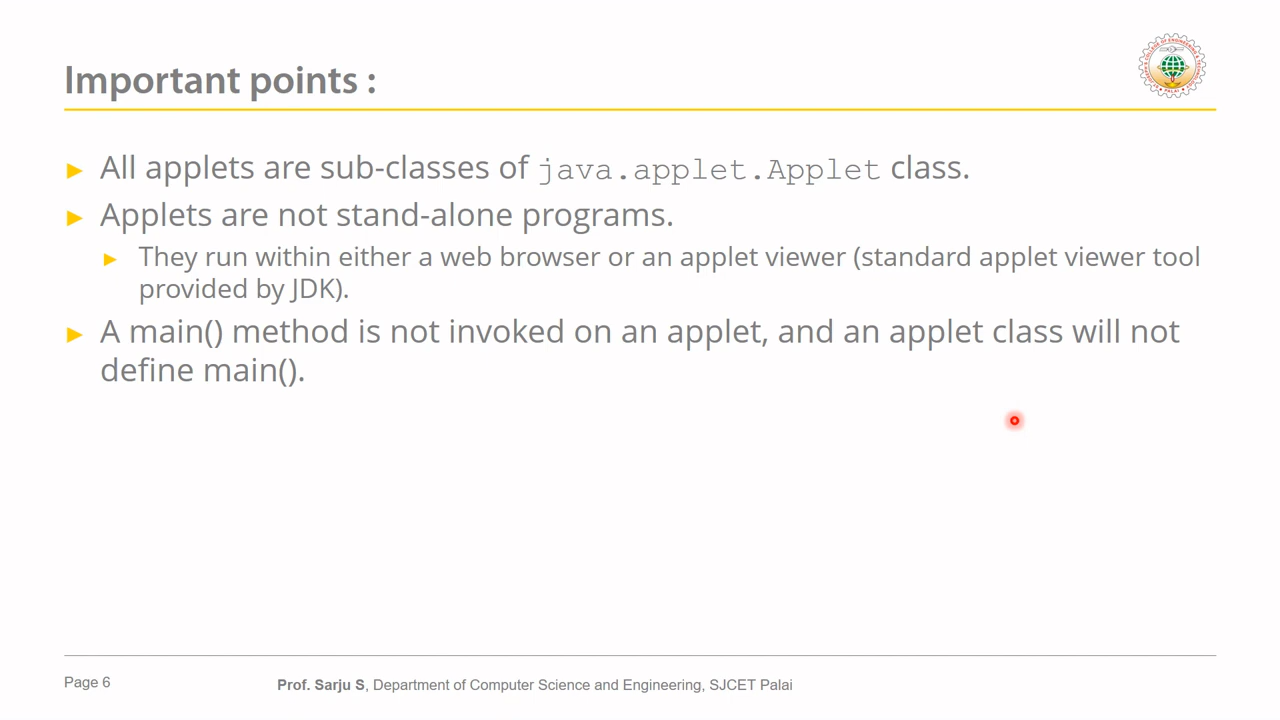 Important points :
All applets are sub-classes of java.applet.Applet class.
Applets are not stand-alone programs.
They run within either a web browser or an applet viewer (standard applet viewer tool
provided by JDK).
A main() method is not invoked on an applet, and an applet class will not
define main().
Page 6
Prof. Sarju S, Department of Computer Science and Engineering, SJCET Palai